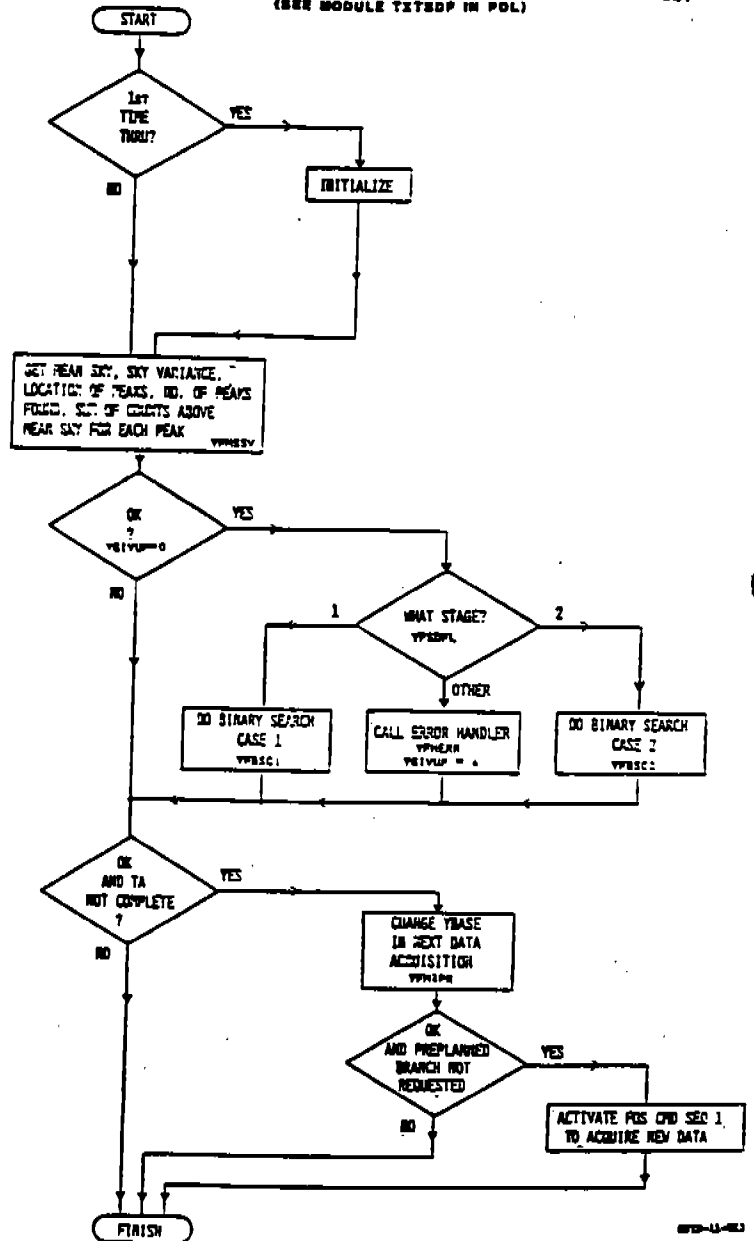 (SEE MODULE TXTSDP IN PDL)
START
1ST
TIME
THRU?
YES
NO
INITIALIZE
GET MEAN SKY, SKY VARIANCE,
LOCATION OF PEAKS, NO. OF PEAKS
FOUND, SUM OF COUNTS ABOVE
MEAN SKY FOR EACH PEAK
OK
?
YES
NO
WHAT STAGE?
1
2
OTHER
DO BINARY SEARCH
CASE 1
CALL ERROR HANDLER
DO BINARY SEARCH
CASE 2
OK
AND TA
NOT COMPLETE
?
YES
NO
CHANGE YBASE
IN NEXT DATA
ACQUISITION
OK
AND PREPLANNED
BRANCH NOT
REQUESTED
YES
NO
ACTIVATE POS CMD SEC 1
TO ACQUIRE NEW DATA
FINISH